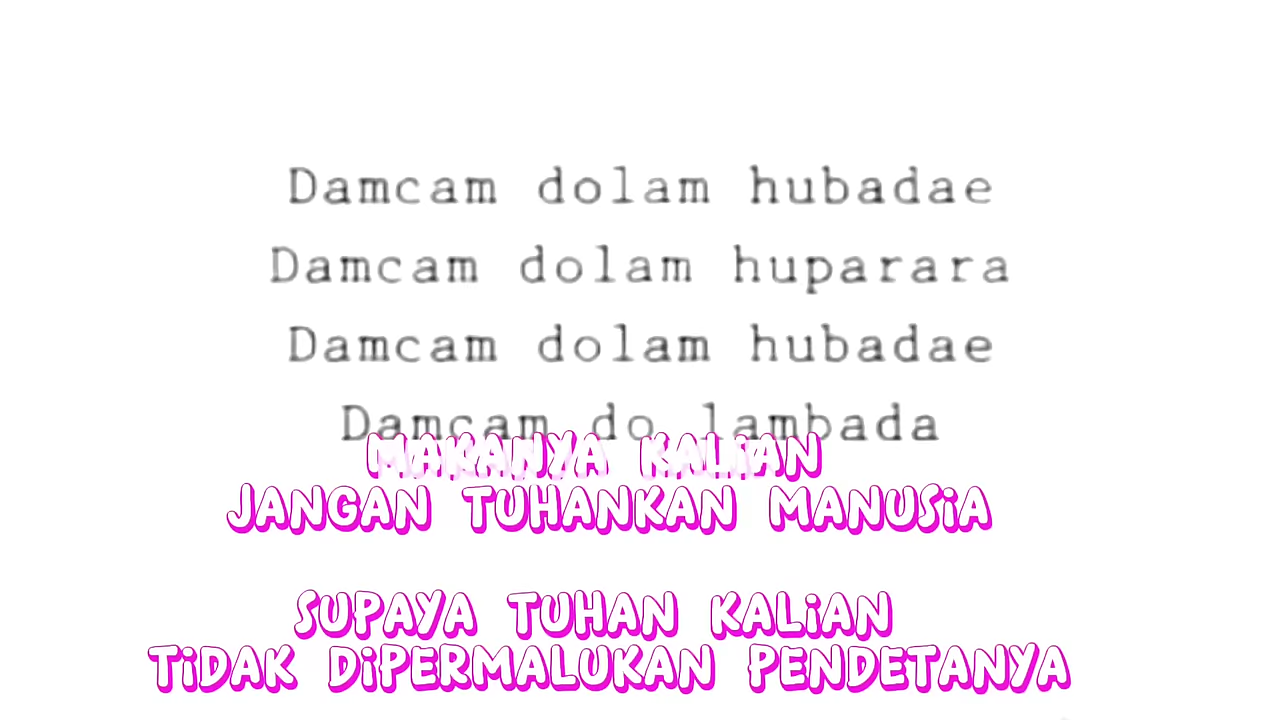 Damcam dolam hubadae
Damcam dolam huparara
Damcam dolam hubadae
Damcam do lambada
MAKANYA KALiAN
JANGAN TUHANKAN MANUSiA
SUPAYA TUHAN KALiAN
TiDAK DiPERMALUKAN PENDETANYA